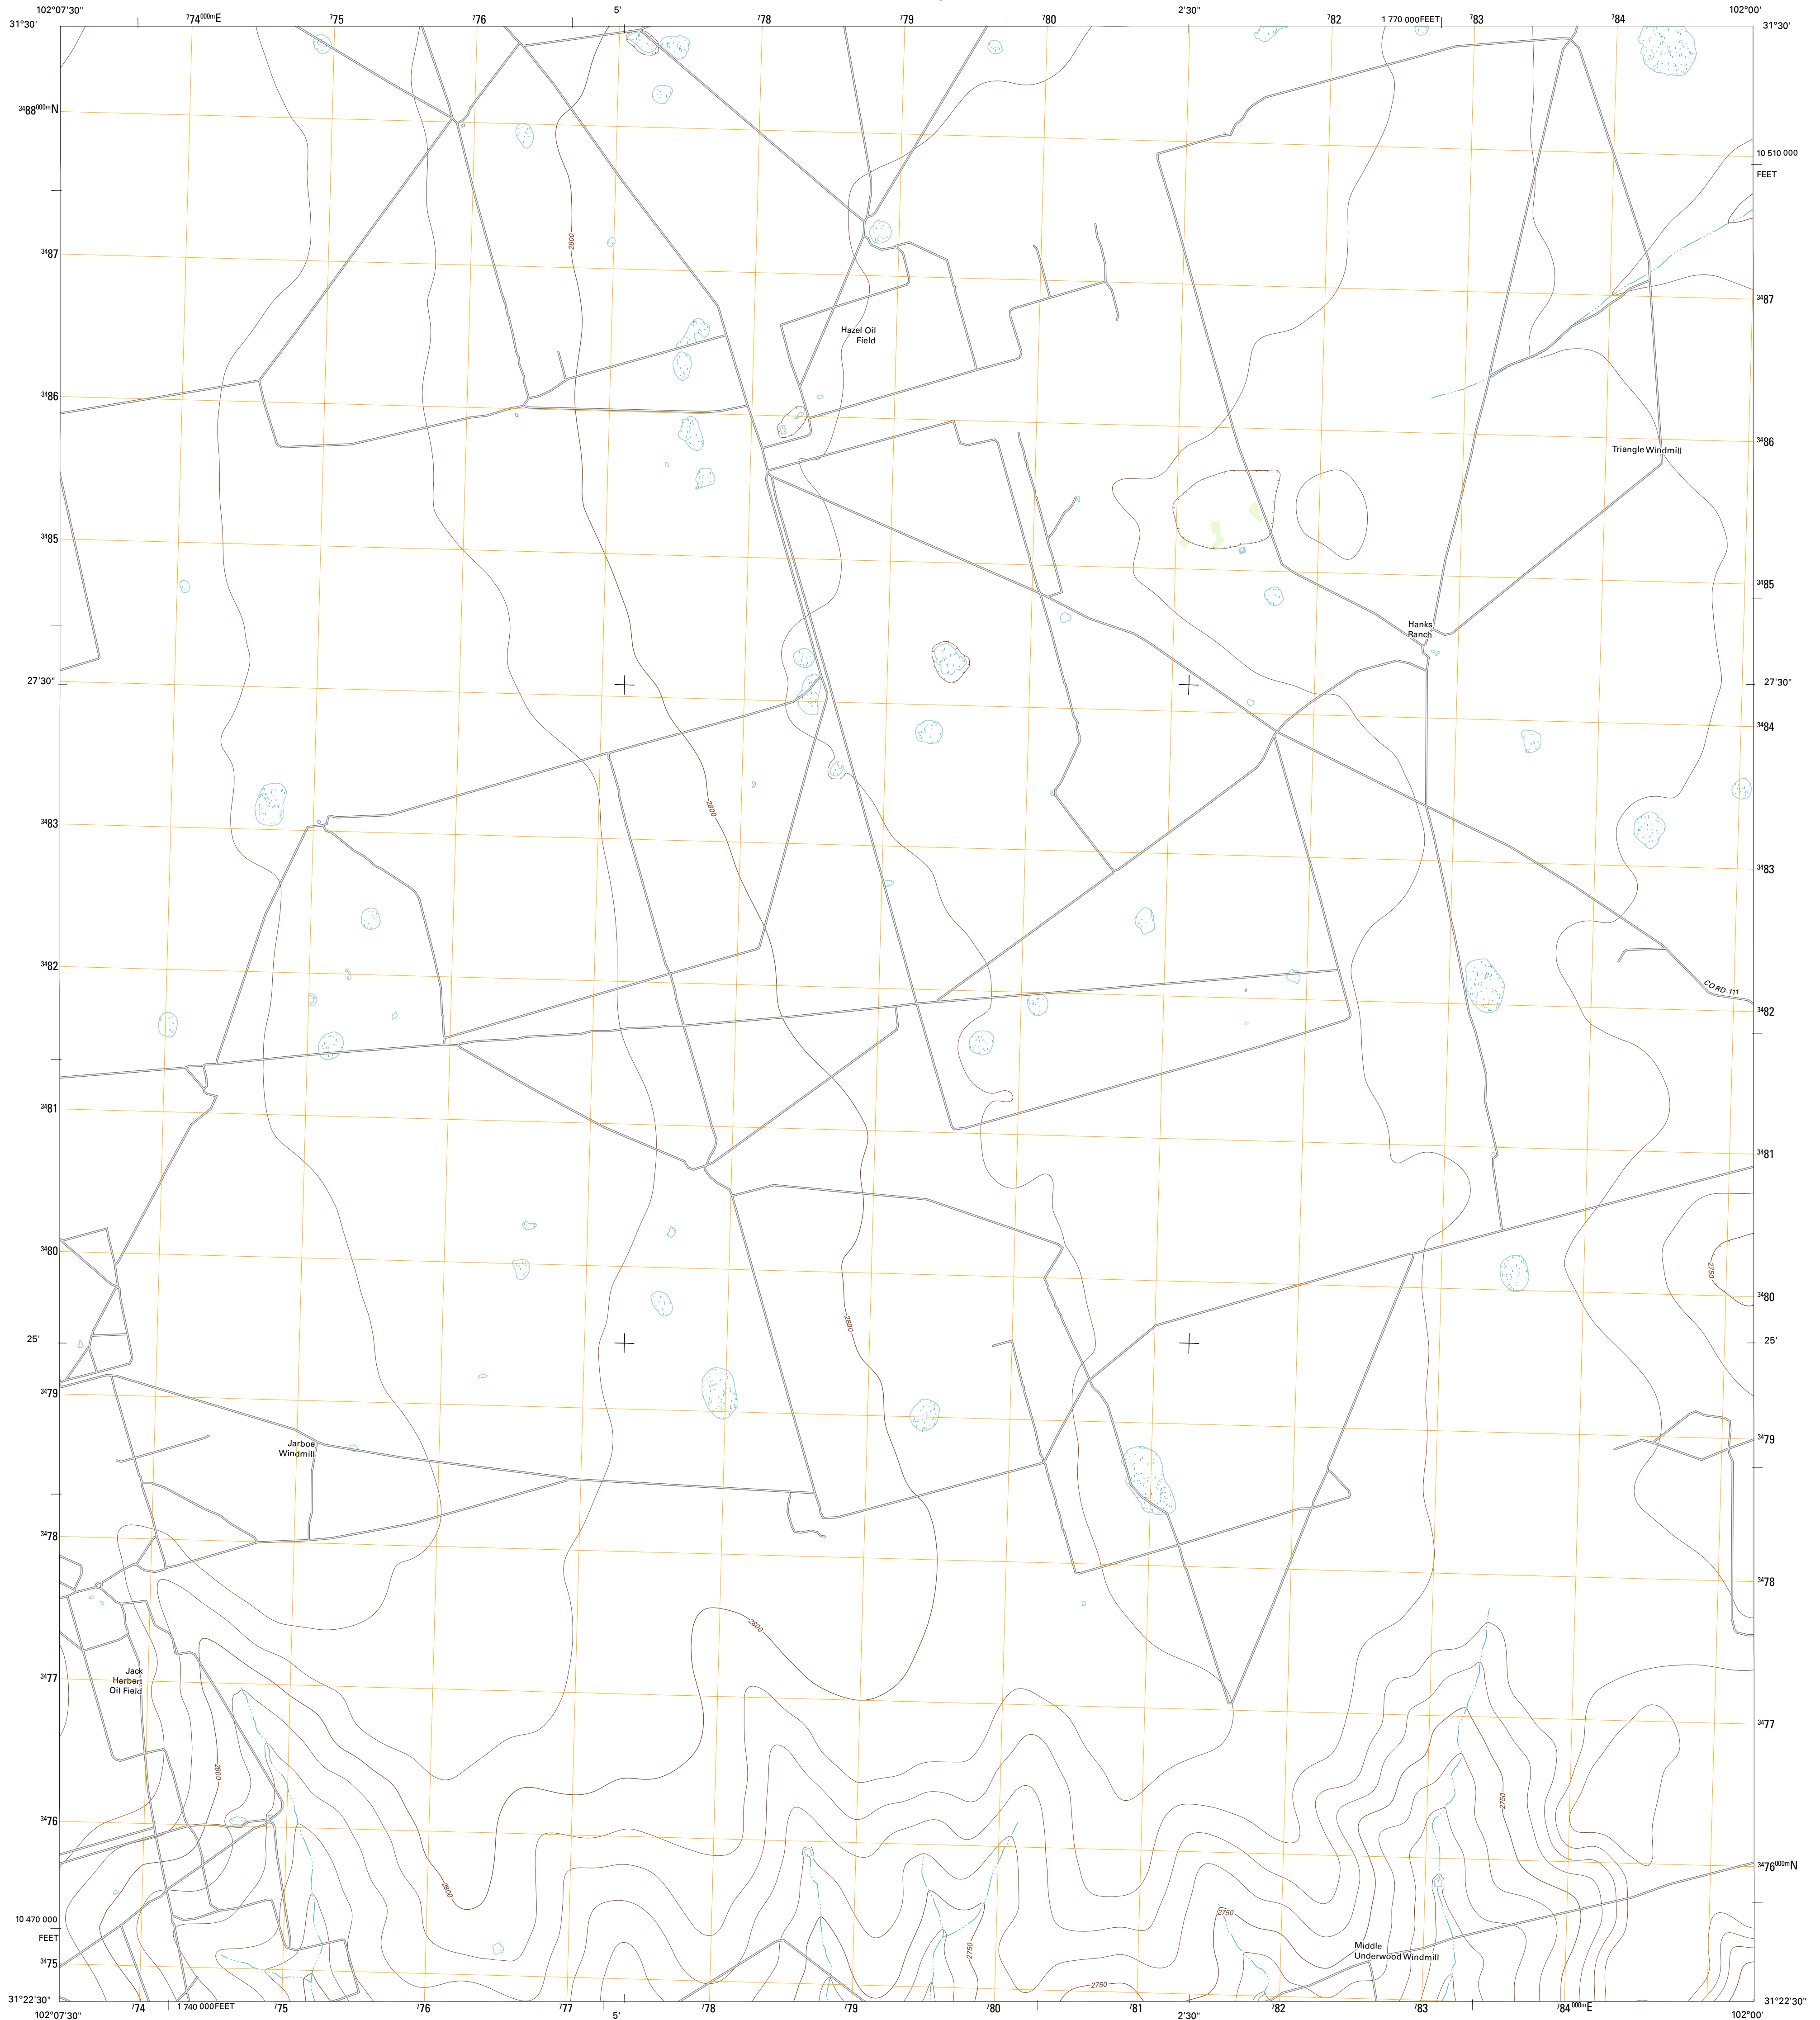 102°07'30"
⁷74⁰⁰⁰ᵐE
⁷75
⁷76
5'
⁷78
⁷79
⁷80
2'30"
⁷82
1 770 000FEET
⁷83
⁷84
102°00'
31°30'
31°30'
³⁴88⁰⁰⁰ᵐN
10 510 000
FEET
2800
³⁴87
³⁴87
Hazel Oil
Field
³⁴86
³⁴86
Triangle Windmill
³⁴85
³⁴85
Hanks
Ranch
27'30"
27'30"
³⁴84
2800
³⁴83
³⁴83
³⁴82
CO RD-111
³⁴82
³⁴81
³⁴81
³⁴80
2750
³⁴80
2800
25'
25'
³⁴79
³⁴79
Jarboe
Windmill
³⁴78
³⁴78
2800
Jack
Herbert
Oil Field
³⁴77
³⁴77
2800
2750
³⁴76
³⁴76⁰⁰⁰ᵐN
2800
2750
10 470 000
FEET
2750
Middle
Underwood Windmill
³⁴75
2750
31°22'30"
31°22'30"
102°07'30"
⁷74
1 740 000FEET
⁷75
⁷76
⁷77
5'
⁷78
⁷79
⁷80
⁷81
2'30"
⁷82
⁷83
⁷84⁰⁰⁰ᵐE
102°00'